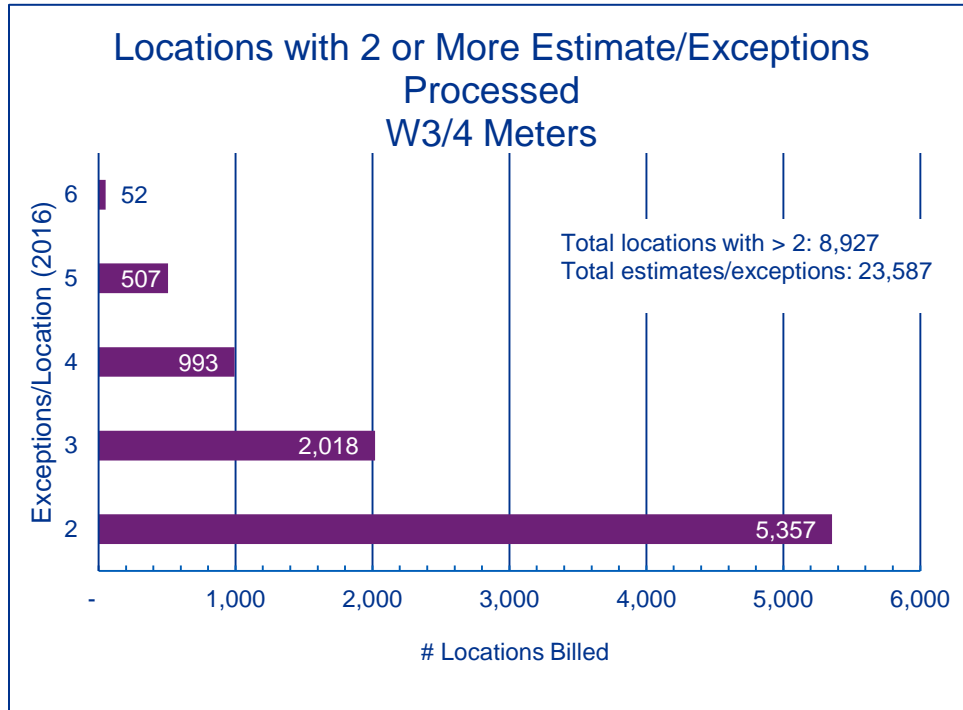 Locations with 2 or More Estimate/Exceptions
Processed
W3/4 Meters
Exceptions/Location (2016)
6
52
5
507
4
993
3
2,018
2
5,357
Total locations with > 2: 8,927
Total estimates/exceptions: 23,587
-
1,000
2,000
3,000
4,000
5,000
6,000
# Locations Billed